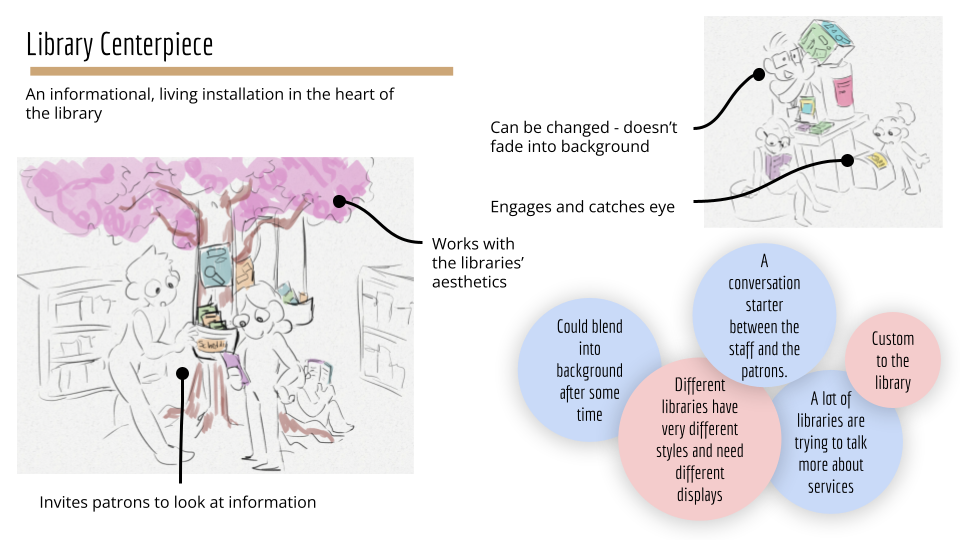 Library Centerpiece
An informational, living installation in the heart of
the library
Can be changed - doesn't
fade into background
Engages and catches eye
Works with
the libraries'
aesthetics
Invites patrons to look at information
Could blend
into
background
after some
time
Different
libraries have
very different
styles and need
different
displays
A
conversation
starter
between the
staff and the
patrons.
A lot of
libraries are
trying to talk
more about
services
Custom
to the
library